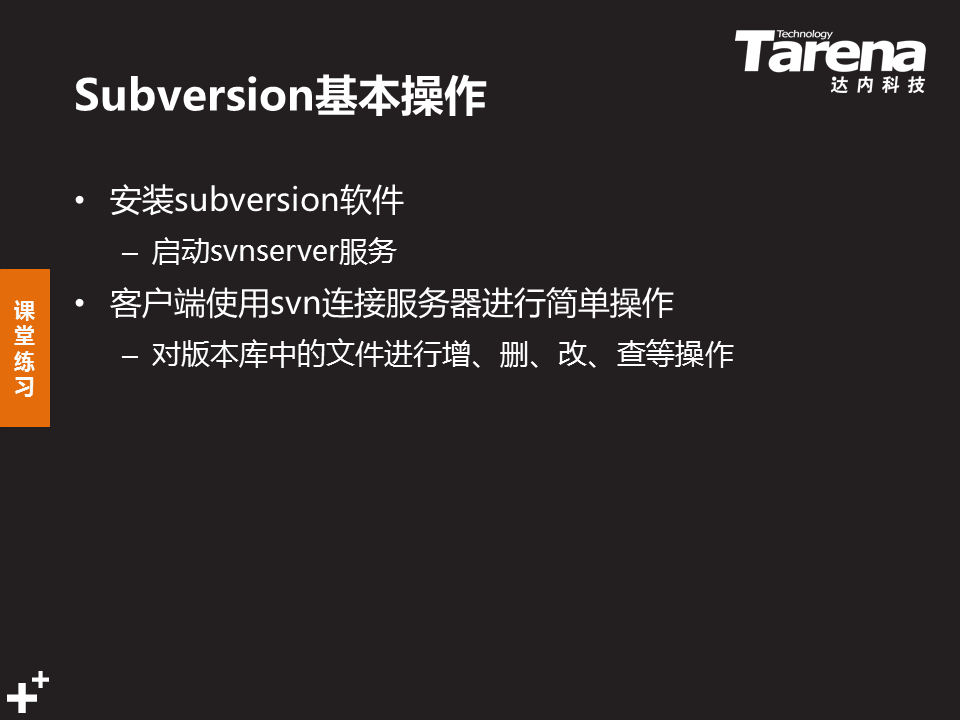 Technology
Tarena
达内科技
Subversion基本操作
• 安装subversion软件
– 启动svnserver服务
• 客户端使用svn连接服务器进行简单操作
– 对版本库中的文件进行增、删、改、查等操作
课堂练习